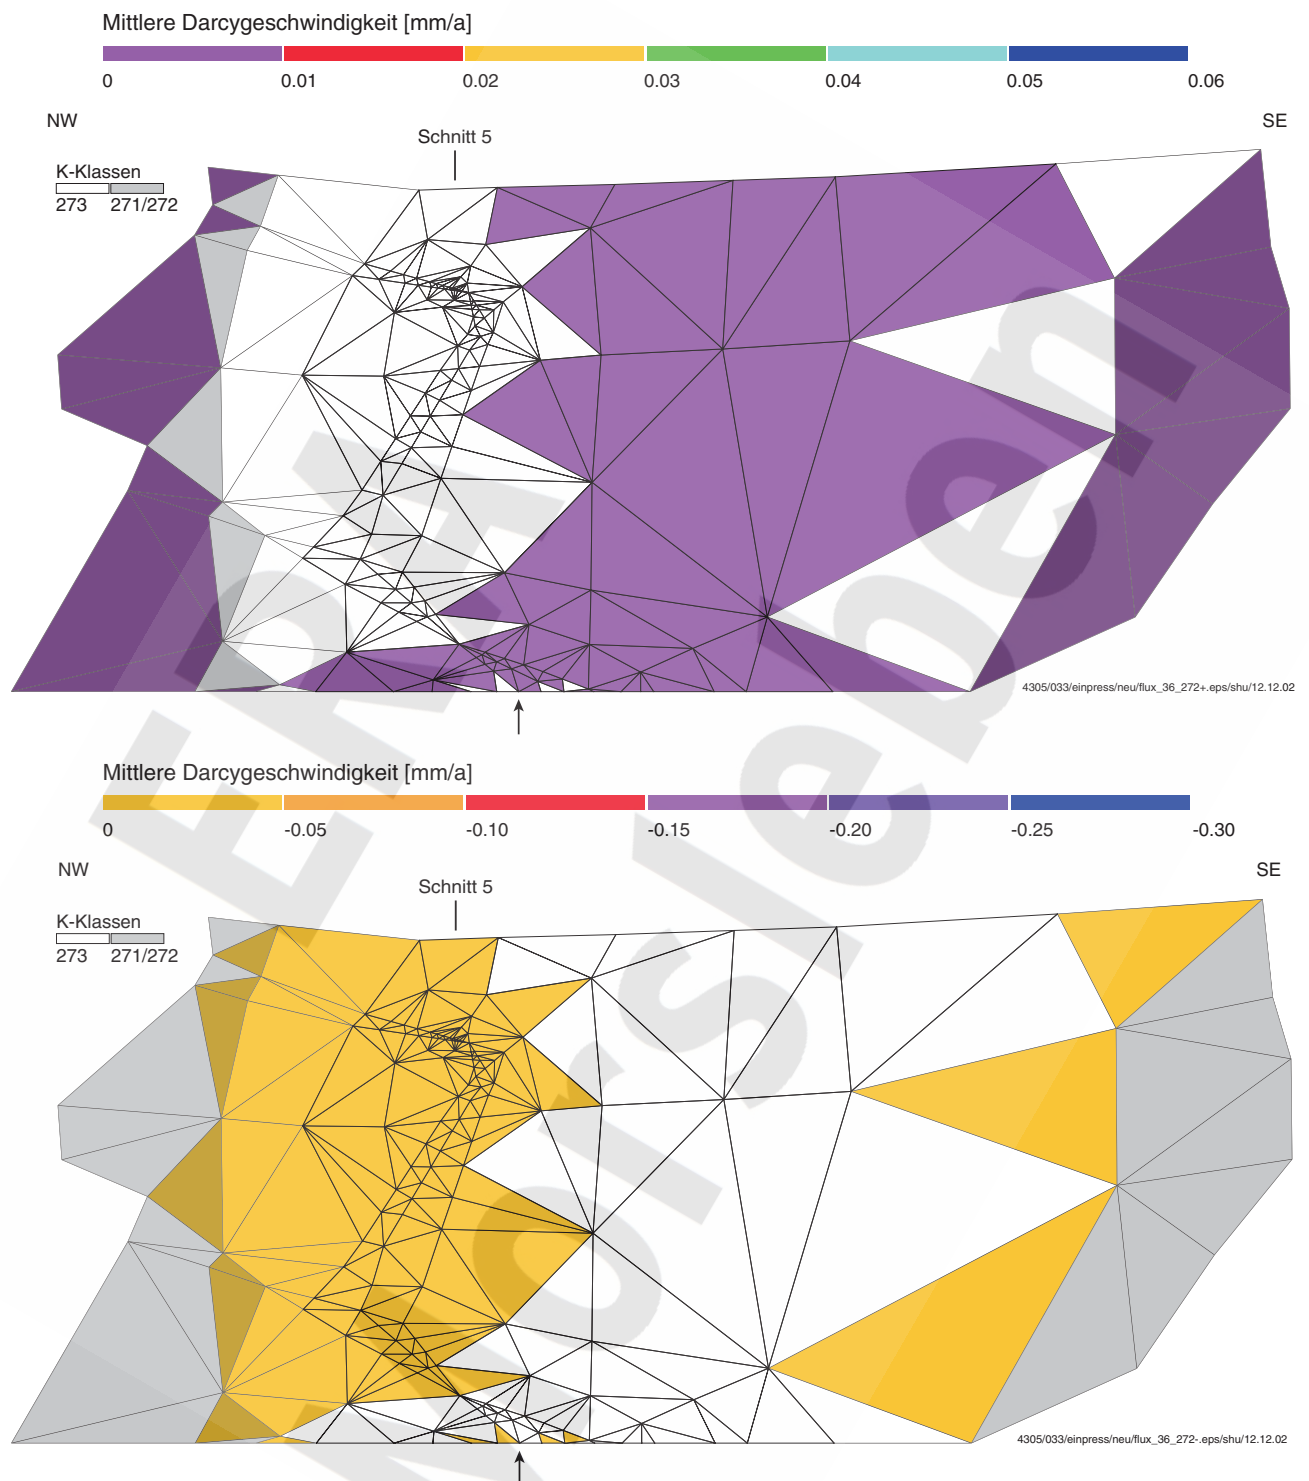 Mittlere Darcygeschwindigkeit [mm/a]
0 0.01 0.02 0.03 0.04 0.05 0.06
NW SE
Schnitt 5
K-Klassen
273 271/272
4305/033/einpress/neu/flux_36_272+.eps/shu/12.12.02
Mittlere Darcygeschwindigkeit [mm/a]
0 -0.05 -0.10 -0.15 -0.20 -0.25 -0.30
NW SE
Schnitt 5
K-Klassen
273 271/272
4305/033/einpress/neu/flux_36_272-.eps/shu/12.12.02
ERA Morsleben